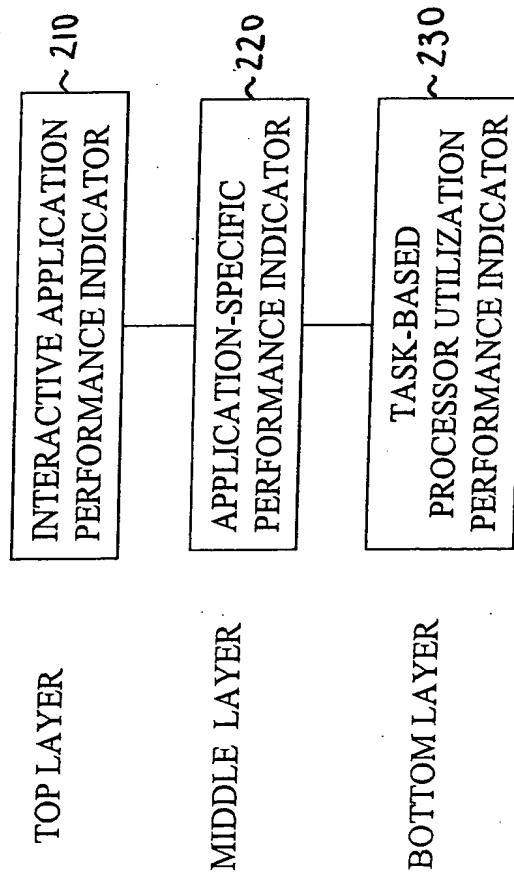 TOP LAYER
INTERACTIVE APPLICATION
PERFORMANCE INDICATOR
210
MIDDLE LAYER
APPLICATION-SPECIFIC
PERFORMANCE INDICATOR
220
BOTTOM LAYER
TASK-BASED
PROCESSOR UTILIZATION
PERFORMANCE INDICATOR
230